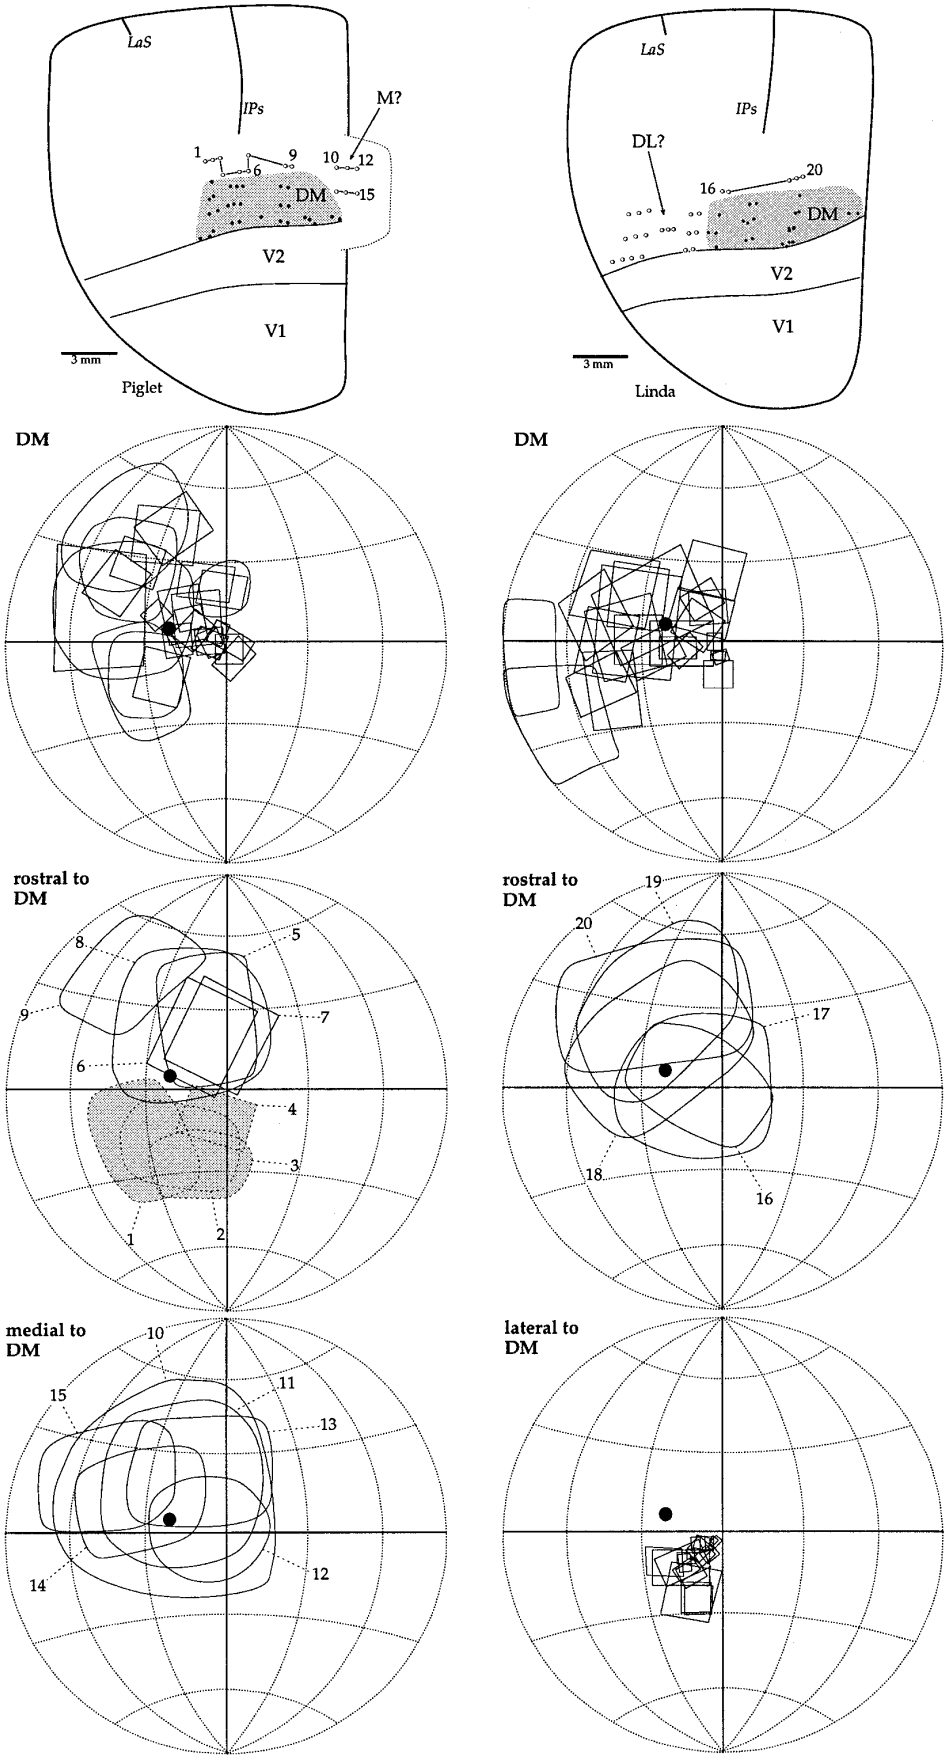 LaS
IPs
M?
1
9
10
12
6
DM
15
V2
V1
3 mm
Piglet
LaS
IPs
DL?
20
16
DM
V2
V1
3 mm
Linda
DM
DM
rostral to
DM
8
5
9
7
6
4
3
1
2
rostral to
DM
19
20
17
18
16
medial to
DM
10
15
11
13
14
12
lateral to
DM